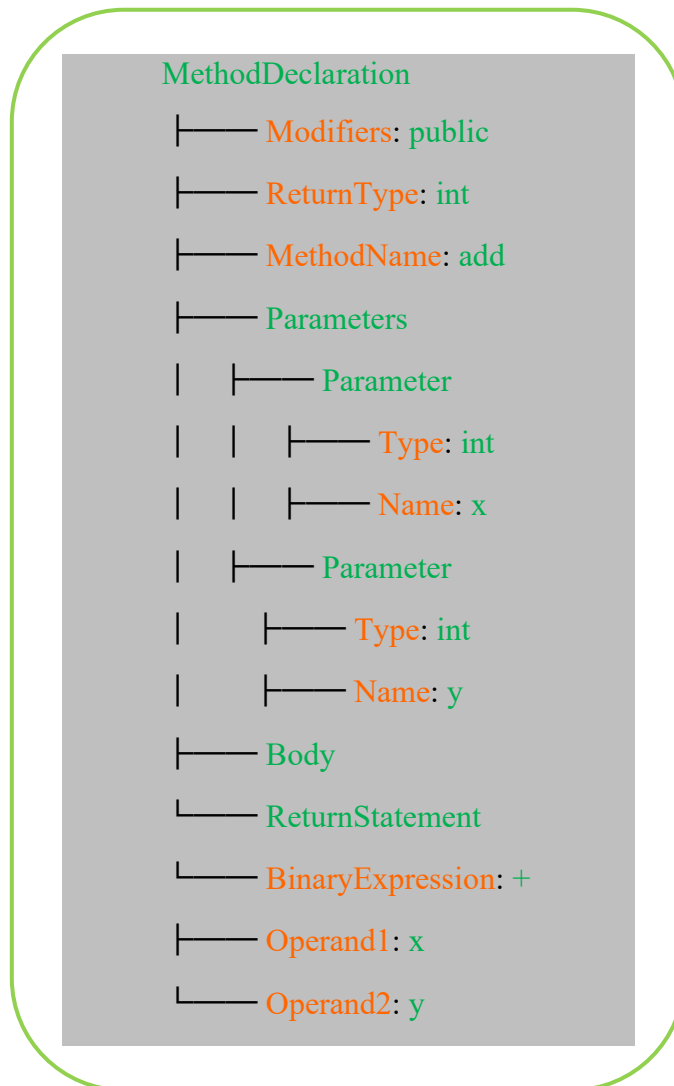 MethodDeclaration
├── Modifiers: public
├── ReturnType: int
├── MethodName: add
├── Parameters
│ ├── Parameter
│ │ ├── Type: int
│ │ ├── Name: x
│ ├── Parameter
│ ├── Type: int
│ ├── Name: y
├── Body
└── ReturnStatement
└── BinaryExpression: +
├── Operand1: x
└── Operand2: y